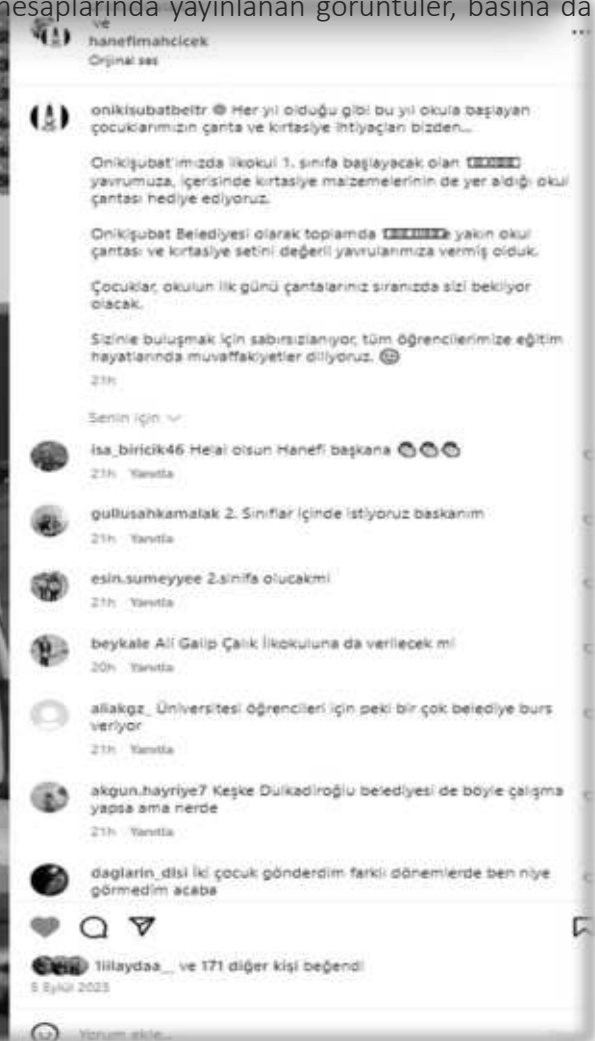 hesaplarında yayınlanan görüntüler, basına da
ve
hanefimahcicek
Orijinal ses
onikisubatbeltr Her yıl olduğu gibi bu yıl okula başlayan
çocuklarımızın çanta ve kırtasiye ihtiyaçları bizden...
Onikişubat'ımızda ilkokul 1. sınıfa başlayacak olan
yavrumuza, içerisinde kırtasiye malzemelerinin de yer aldığı okul
çantası hediye ediyoruz.
Onikişubat Belediyesi olarak toplamda yakın okul
çantası ve kırtasiye setini değerli yavrularımıza vermiş olduk.
Çocuklar, okulun ilk günü çantalarınız sıranızda sizi bekliyor
olacak.
Sizinle buluşmak için sabırsızlanıyor, tüm öğrencilerimize eğitim
hayatlarında muvaffakiyetler diliyoruz.
21h
Senin için
isa_biricik46 Helal olsun Hanefi başkana
21h Yanıtla
gullusahkamalak 2. Sınıflar içinde istiyoruz baskanım
21h Yanıtla
esin.sumeyyee 2.sinifa olucakmi
21h Yanıtla
beykale Ali Galip Çalık İlkokuluna da verilecek mi
20h Yanıtla
aliakgz_ Üniversitesi öğrencileri için peki bir çok belediye burs
veriyor
21h Yanıtla
akgun.hayriye7 Keşke Dulkadiroğlu belediyesi de böyle çalışma
yapsa ama nerde
21h Yanıtla
daglarin_disi İki çocuk gönderdim farklı dönemlerde ben niye
görmedim acaba
ve 171 diğer kişi beğendi
5 Eylül 2025
Yorum ekle...